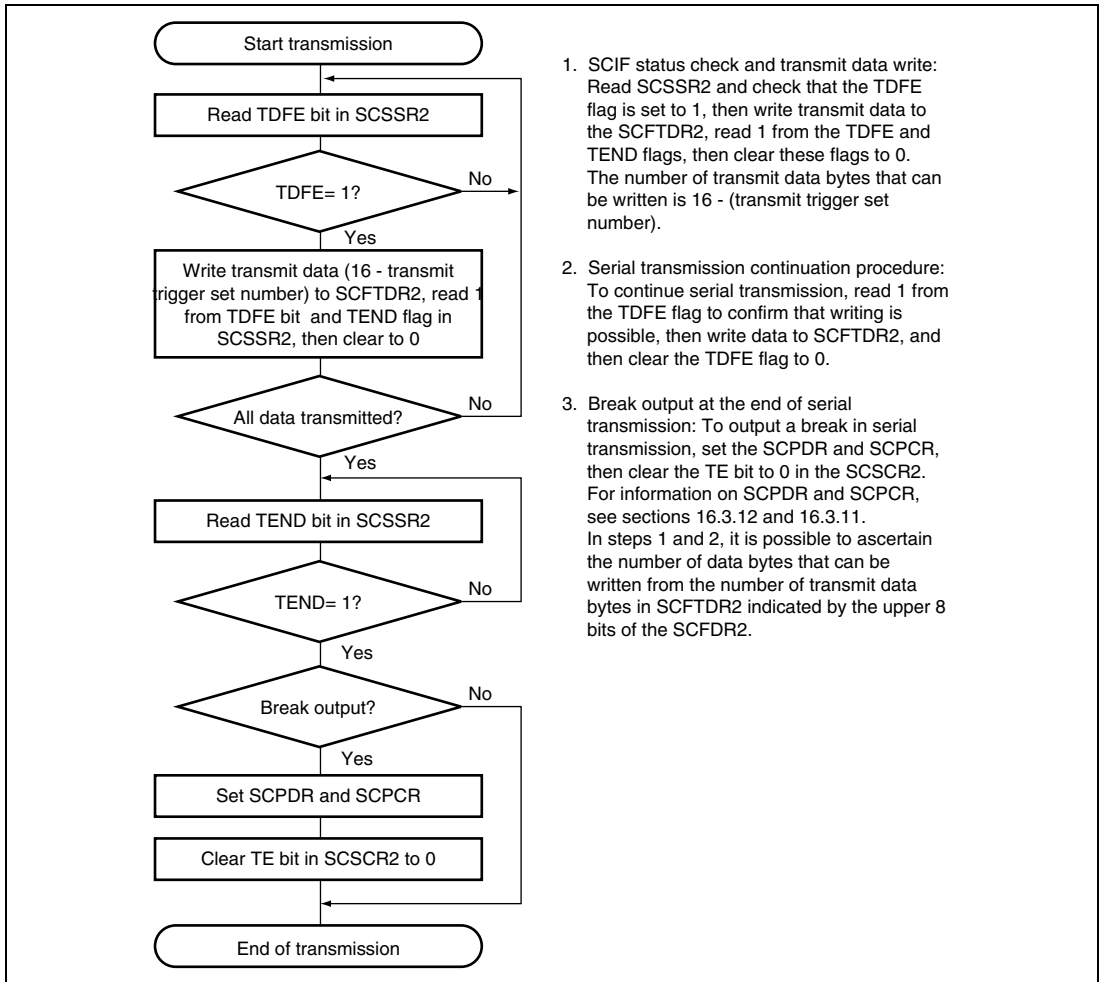 Start transmission
Read TDFE bit in SCSSR2
TDFE= 1?
No
Yes
Write transmit data (16 - transmit
trigger set number) to SCFTDR2, read 1
from TDFE bit  and TEND flag in
SCSSR2, then clear to 0
All data transmitted?
No
Yes
Read TEND bit in SCSSR2
TEND= 1?
No
Yes
Break output?
No
Yes
Set SCPDR and SCPCR
Clear TE bit in SCSCR2 to 0
End of transmission
1. SCIF status check and transmit data write:
Read SCSSR2 and check that the TDFE
flag is set to 1, then write transmit data to
the SCFTDR2, read 1 from the TDFE and
TEND flags, then clear these flags to 0.
The number of transmit data bytes that can
be written is 16 - (transmit trigger set
number).
2. Serial transmission continuation procedure:
To continue serial transmission, read 1 from
the TDFE flag to confirm that writing is
possible, then write data to SCFTDR2, and
then clear the TDFE flag to 0.
3. Break output at the end of serial
transmission: To output a break in serial
transmission, set the SCPDR and SCPCR,
then clear the TE bit to 0 in the SCSCR2.
For information on SCPDR and SCPCR,
see sections 16.3.12 and 16.3.11.
In steps 1 and 2, it is possible to ascertain
the number of data bytes that can be
written from the number of transmit data
bytes in SCFTDR2 indicated by the upper 8
bits of the SCFDR2.